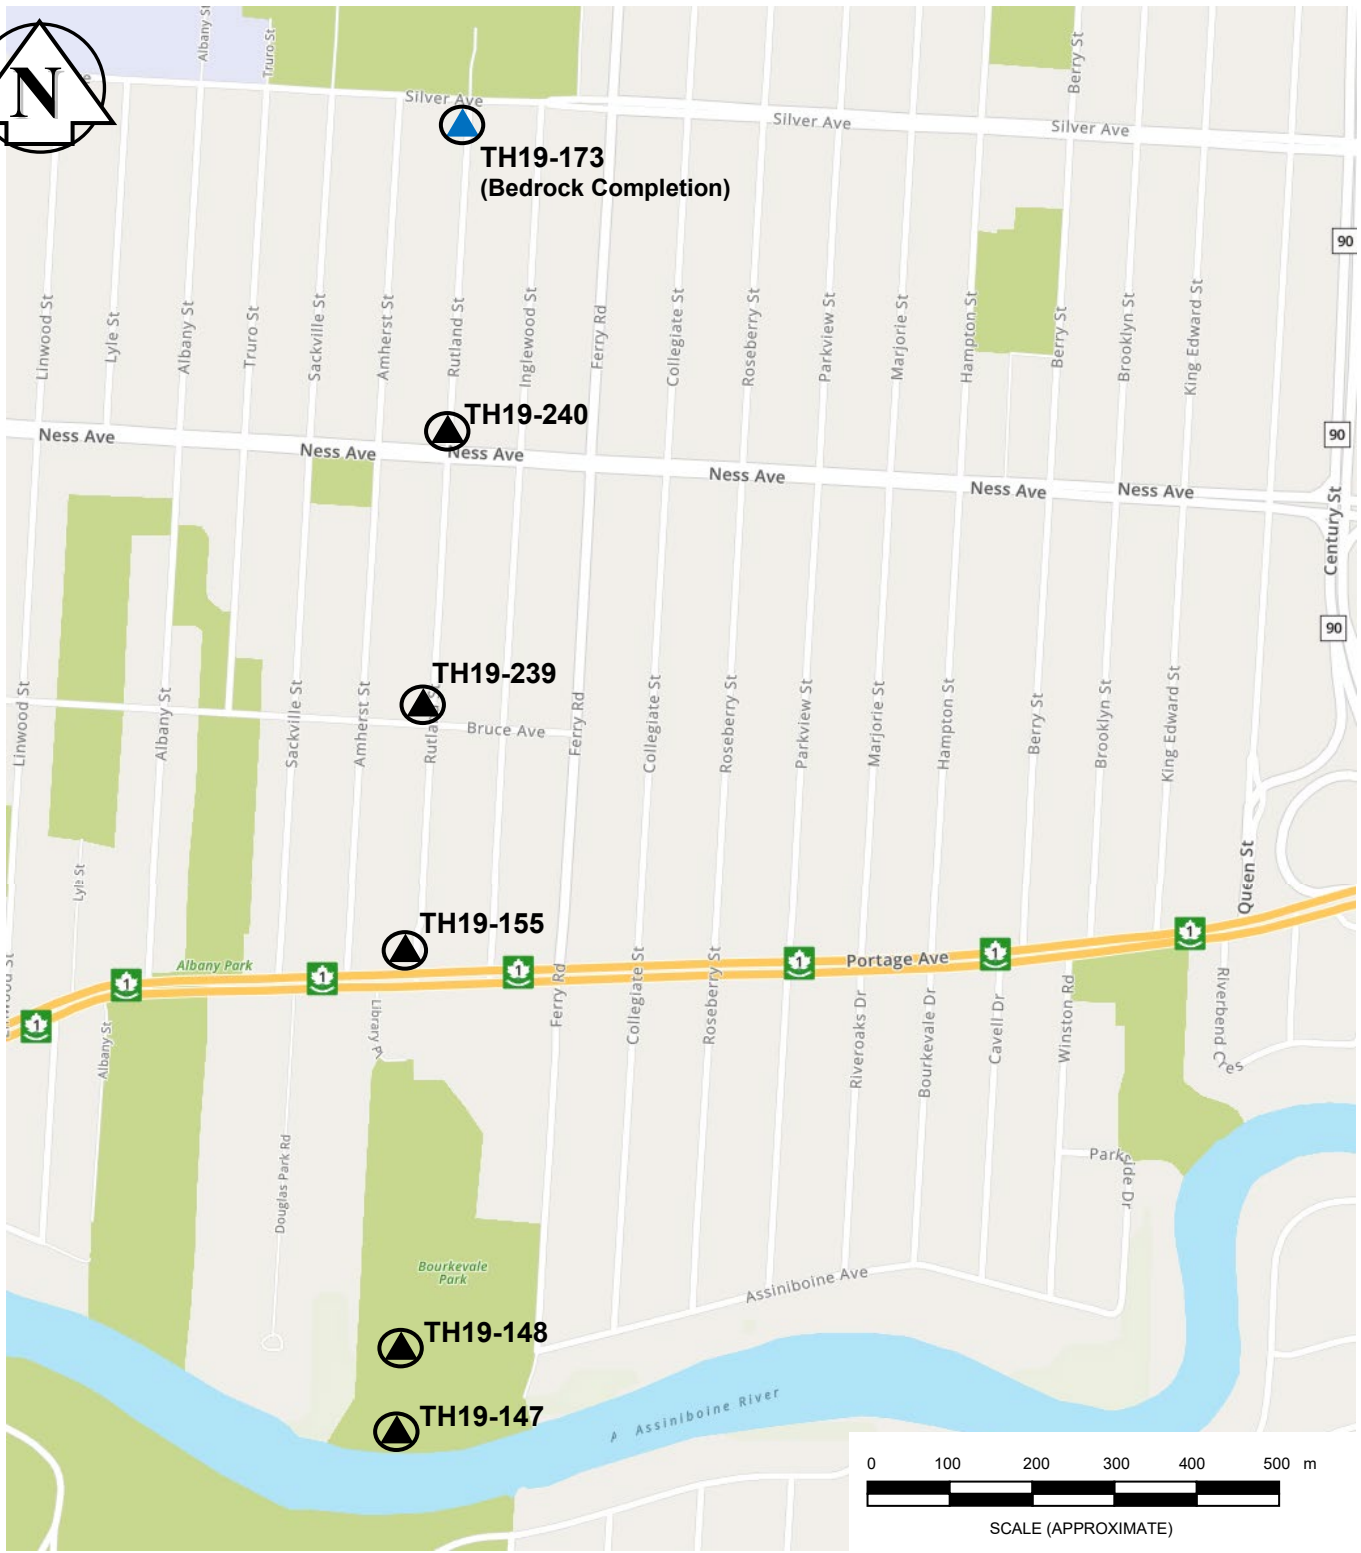 N
Albany St
Truro St
Berry St
Silver Ave
Silver Ave
Silver Ave
TH19-173
(Bedrock Completion)
90
Linwood St
Lyle St
Albany St
Truro St
Sackville St
Amherst St
Rutland St
Inglewood St
Ferry Rd
Collegiate St
Roseberry St
Parkview St
Marjorie St
Hampton St
Berry St
Brooklyn St
King Edward St
TH19-240
90
Ness Ave
Ness Ave
Ness Ave
Ness Ave
Ness Ave
Ness Ave
Century St
90
TH19-239
Linwood St
Albany St
Sackville St
Amherst St
Bruce Ave
Ferry Rd
Collegiate St
Roseberry St
Parkview St
Marjorie St
Hampton St
Berry St
Brooklyn St
King Edward St
Lyle St
Queen St
TH19-155
Albany Park
Portage Ave
1
1
1
1
1
1
1
Albany St
Library
Ferry Rd
Collegiate St
Roseberry St
Riveroaks Dr
Bourkevale Dr
Cavell Dr
Winston Rd
Riverbend Cres
Douglas Park Rd
Parkside Dr
Bourkevale
Park
Assiniboine Ave
TH19-148
TH19-147
A
Assiniboine River
0 100 200 300 400 500 m
SCALE (APPROXIMATE)